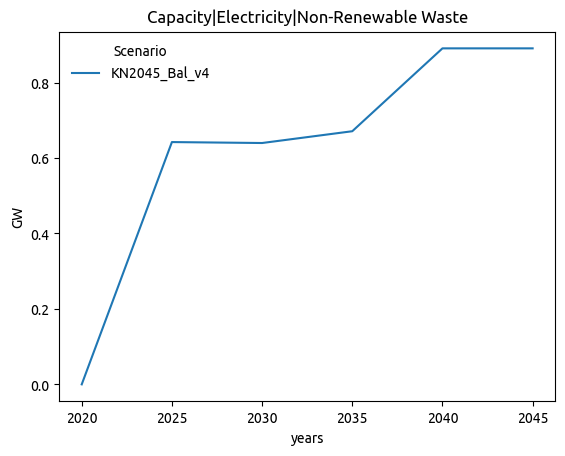 Capacity|Electricity|Non-Renewable Waste
Scenario
KN2045_Bal_v4
GW
0.8
0.6
0.4
0.2
0.0
2020 2025 2030 2035 2040 2045
years